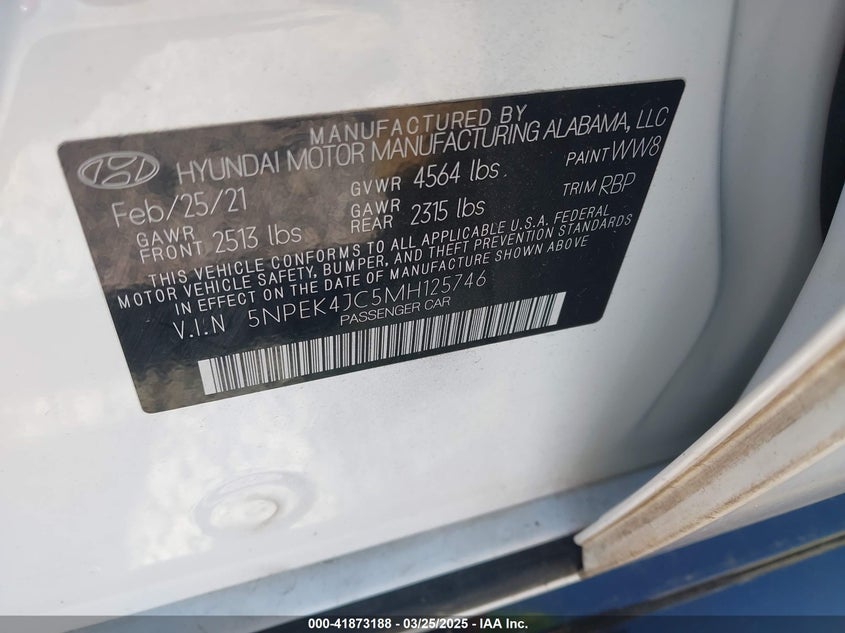 MANUFACTURED BY
HYUNDAI MOTOR MANUFACTURING ALABAMA, LLC
Feb/25/21 GVWR 4564 lbs PAINT WW8
GAWR FRONT 2513 lbs GAWR REAR 2315 lbs TRIM RBP
THIS VEHICLE CONFORMS TO ALL APPLICABLE U.S.A. FEDERAL
MOTOR VEHICLE SAFETY, BUMPER, AND THEFT PREVENTION STANDARDS
IN EFFECT ON THE DATE OF MANUFACTURE SHOWN ABOVE
V.I.N 5NPEK4JC5MH125746
PASSENGER CAR
000-41873188 - 03/25/2025 - IAA Inc.